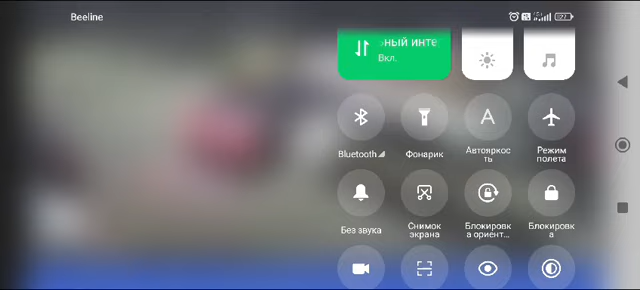 Beeline
ный инте
Вкл.
Bluetooth
Фонарик
Автояркос
ть
Режим
полета
Без звука
Снимок
экрана
Блокировк
а ориент...
Блокировк
а